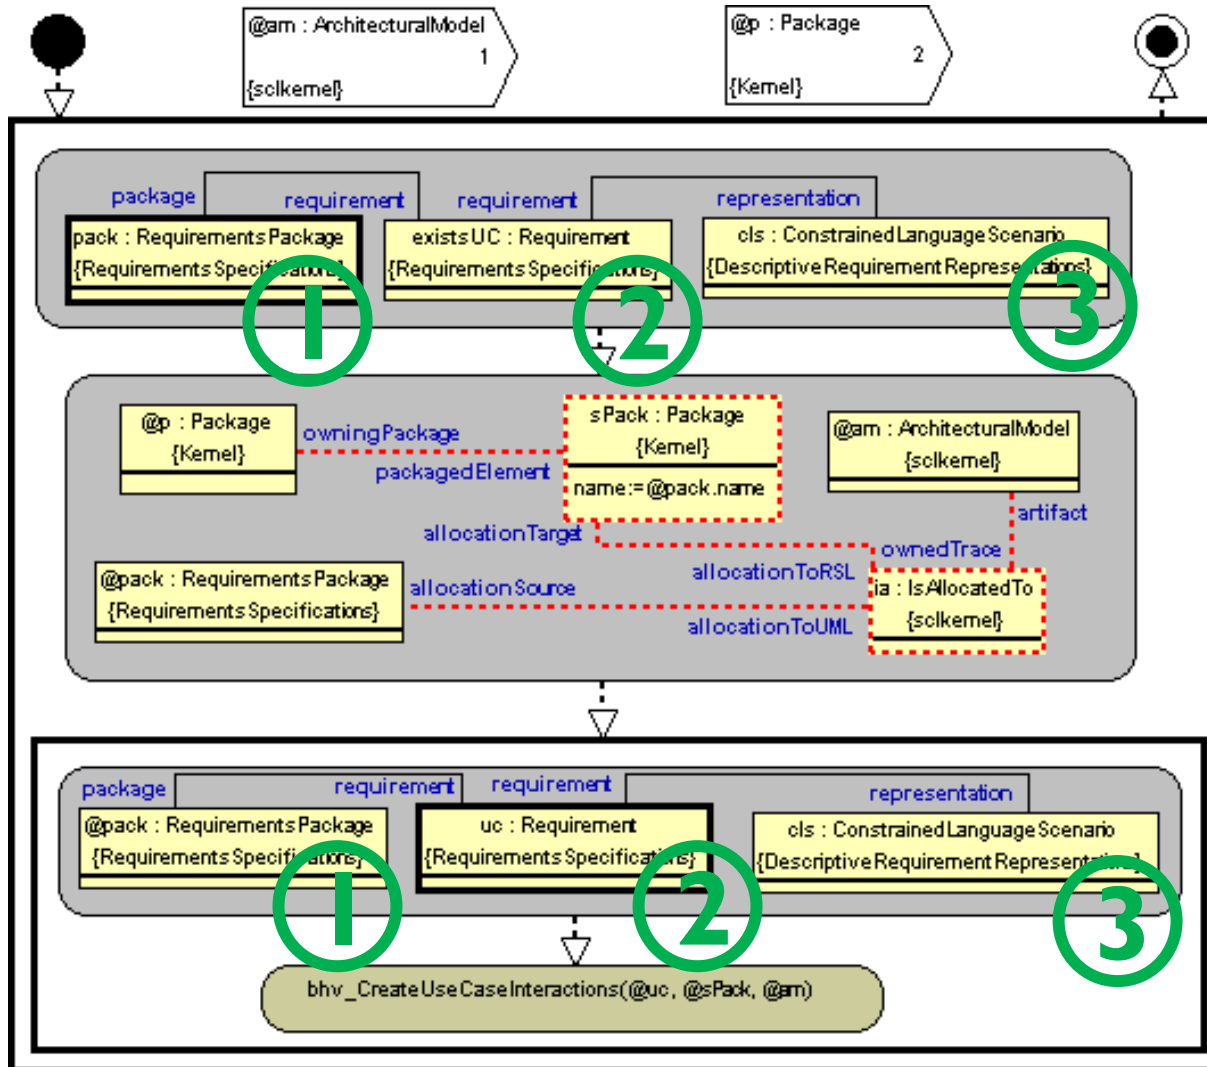 @am : ArchitecturalModel
1
{sclkernel}
@p : Package
2
{Kernel}
package
requirement
requirement
representation
pack : RequirementsPackage
{RequirementsSpecifications}
existsUC : Requirement
{RequirementsSpecifications}
cls : ConstrainedLanguageScenario
{DescriptiveRequirementRepresentations}
1
2
3
@p : Package
{Kernel}
owningPackage
packagedElement
sPack : Package
{Kernel}
name:=@pack.name
@am : ArchitecturalModel
{sclkernel}
artifact
allocationTarget
ownedTrace
allocationToRSL
@pack : RequirementsPackage
{RequirementsSpecifications}
allocationSource
allocationToUML
ia : IsAllocatedTo
{sclkernel}
package
requirement
requirement
representation
@pack : RequirementsPackage
{RequirementsSpecifications}
uc : Requirement
{RequirementsSpecifications}
cls : ConstrainedLanguageScenario
{DescriptiveRequirementRepresentations}
1
2
3
bhv_CreateUseCaseInteractions(@uc, @sPack, @am)